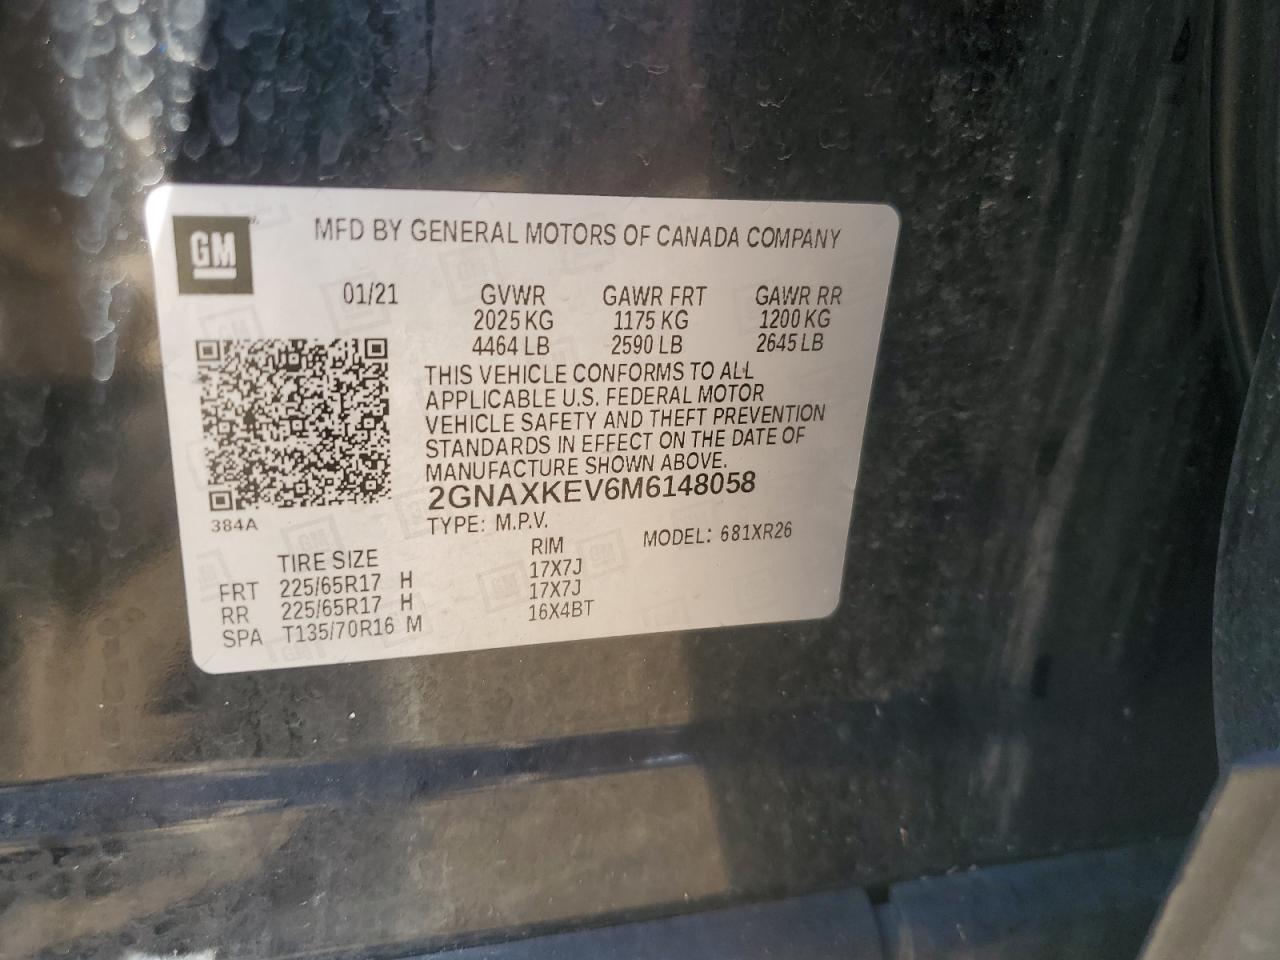 GM
MFD BY GENERAL MOTORS OF CANADA COMPANY
01/21 GVWR GAWR FRT GAWR RR
2025 KG 1175 KG 1200 KG
4464 LB 2590 LB 2645 LB
THIS VEHICLE CONFORMS TO ALL
APPLICABLE U.S. FEDERAL MOTOR
VEHICLE SAFETY AND THEFT PREVENTION
STANDARDS IN EFFECT ON THE DATE OF
MANUFACTURE SHOWN ABOVE.
2GNAXKEV6M6148058
384A TYPE: M.P.V. MODEL: 681XR26
TIRE SIZE RIM
FRT 225/65R17 H 17X7J
RR 225/65R17 H 17X7J
SPA T135/70R16 M 16X4BT